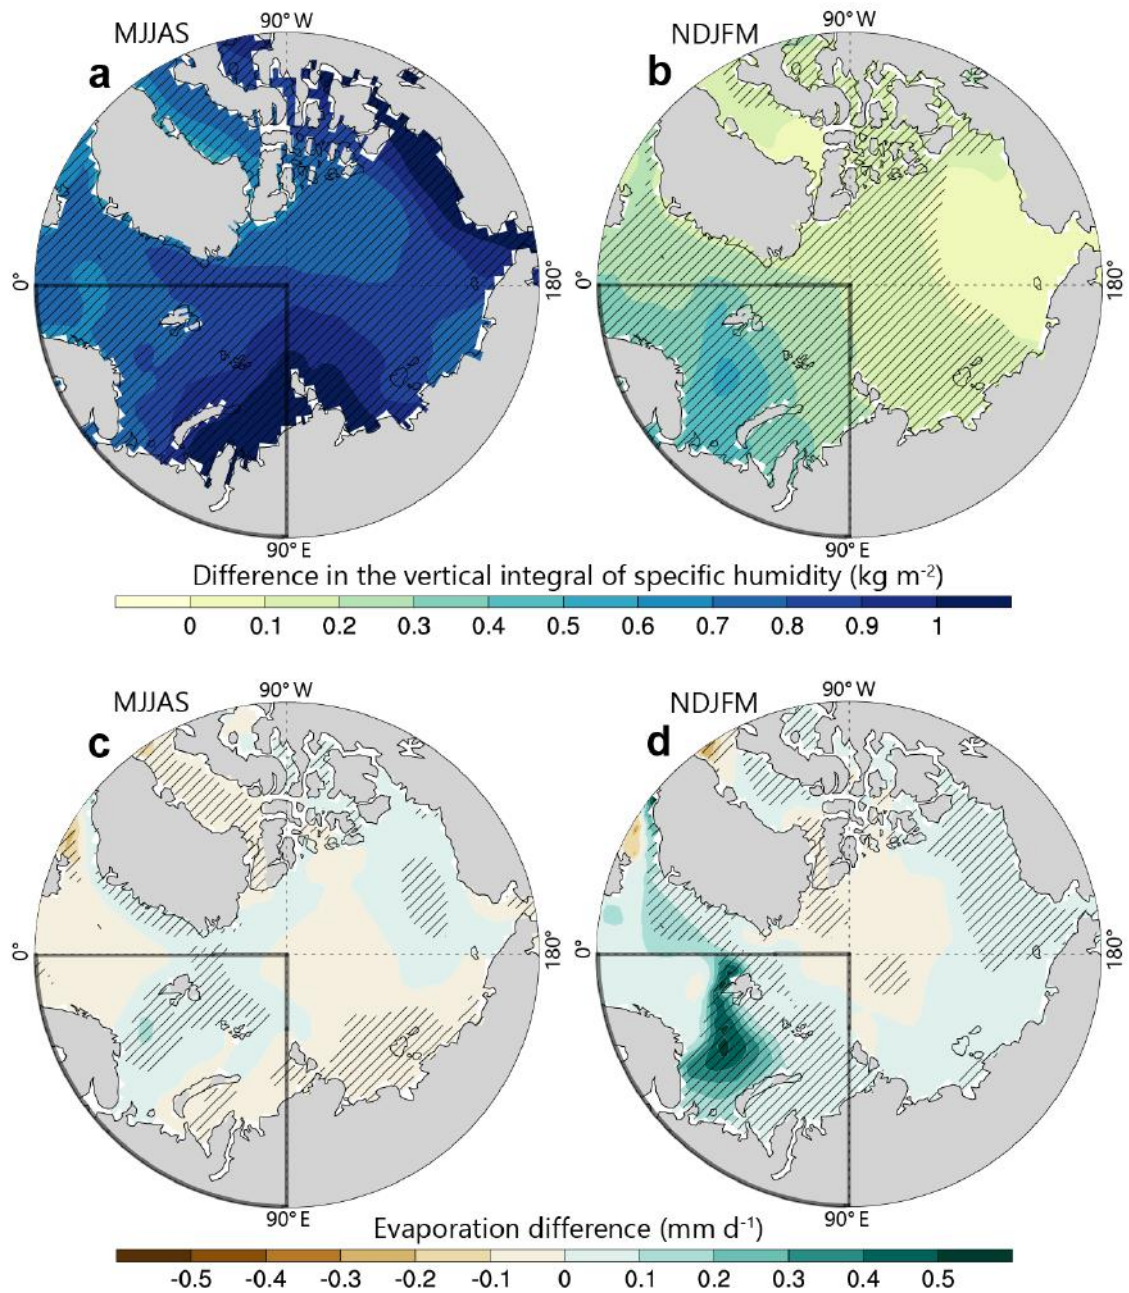 MJJAS
90° W
NDJFM
90° W
a
b
0°
180°
0°
180°
90° E
90° E
Difference in the vertical integral of specific humidity (kg m⁻²)
0 0.1 0.2 0.3 0.4 0.5 0.6 0.7 0.8 0.9 1
MJJAS
90° W
NDJFM
90° W
c
d
0°
180°
0°
180°
90° E
90° E
Evaporation difference (mm d⁻¹)
-0.5 -0.4 -0.3 -0.2 -0.1 0 0.1 0.2 0.3 0.4 0.5